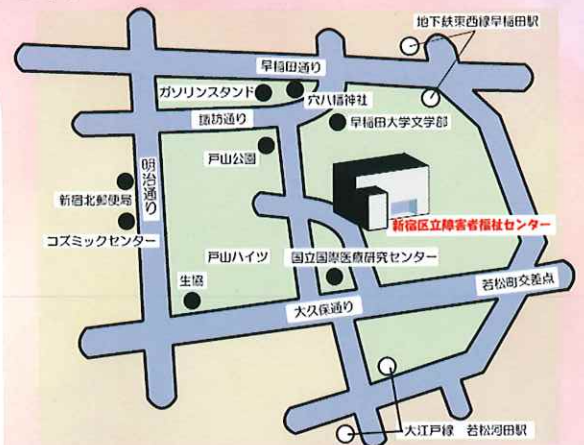 地下鉄東西線早稲田駅
早稲田通り
ガソリンスタンド
穴八幡神社
諏訪通り
早稲田大学文学部
戸山公園
明治通り
新宿北郵便局
コズミックセンター
新宿区立障害者福祉センター
戸山ハイツ
国立国際医療研究センター
生協
若松町交差点
大久保通り
大江戸線 若松河田駅